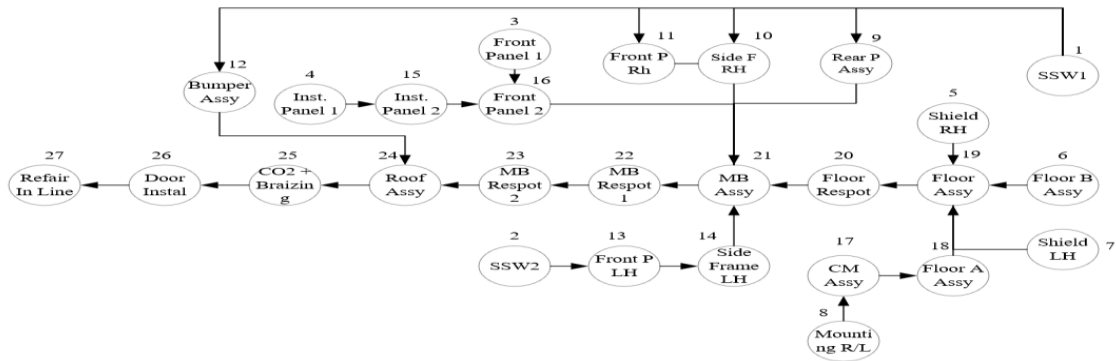 3
Front
Panel 1
11
Front P
Rh
10
Side F
RH
9
Rear P
Assy
1
SSW1
12
Bumper
Assy
4
Inst.
Panel 1
15
Inst.
Panel 2
16
Front
Panel 2
5
Shield
RH
27
Refair
In Line
26
Door
Instal
25
CO2 +
Braizin
g
24
Roof
Assy
23
MB
Respot
2
22
MB
Respot 1
21
MB
Assy
20
Floor
Respot
19
Floor
Assy
6
Floor B
Assy
2
SSW2
13
Front P
LH
14
Side
Frame
LH
17
CM
Assy
18
Floor A
Assy
7
Shield
LH
8
Mounti
ng R/L